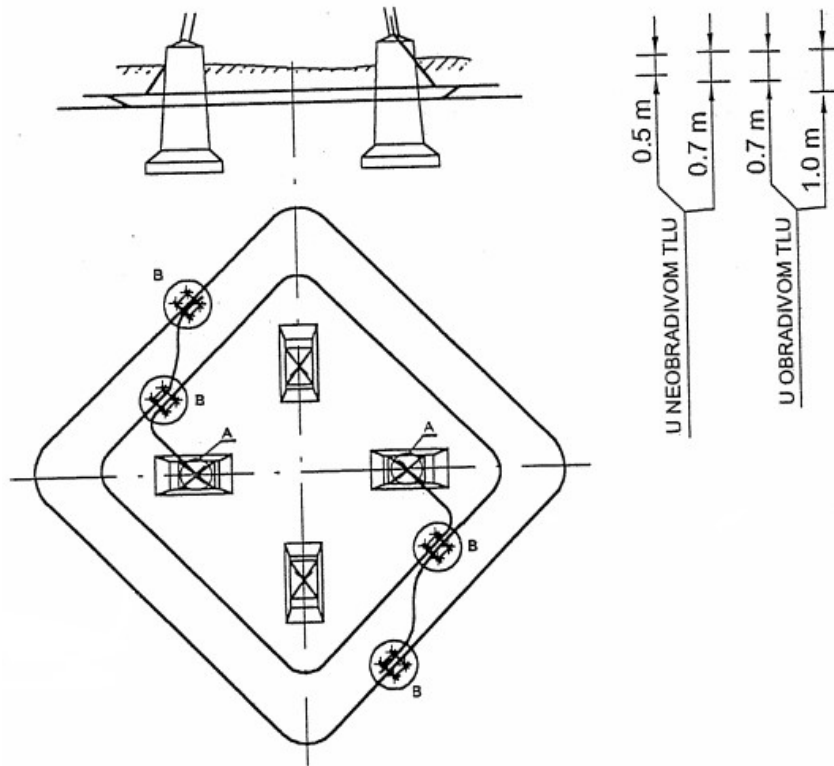 0.5 m
0.7 m
0.7 m
1.0 m
U NEOBRADIVOM TLU
U OBRADIVOM TLU
B
B
A
A
B
B